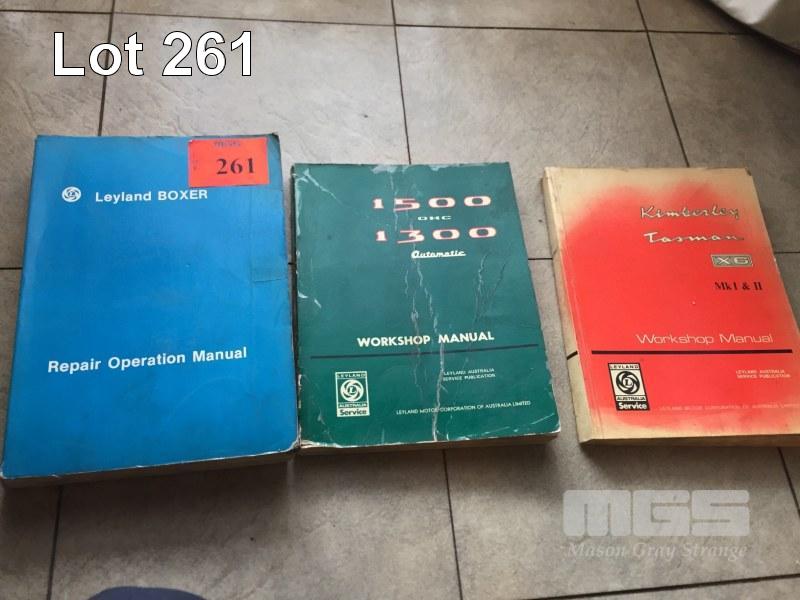 Lot 261
261
Leyland BOXER
Repair Operation Manual
1500
OHC
1300
Automatic
WORKSHOP MANUAL
LEYLAND
AUSTRALIA
Service
LEYLAND AUSTRALIA
SERVICE PUBLICATION
LEYLAND MOTOR CORPORATION OF AUSTRALIA LIMITED
Kimberley
Tasman
X6
Mk I & II
Workshop Manual
LEYLAND
AUSTRALIA
Service
LEYLAND AUSTRALIA
SERVICE PUBLICATION
LEYLAND MOTOR CORPORATION OF AUSTRALIA LIMITED
MGS
Mason Gray Strange